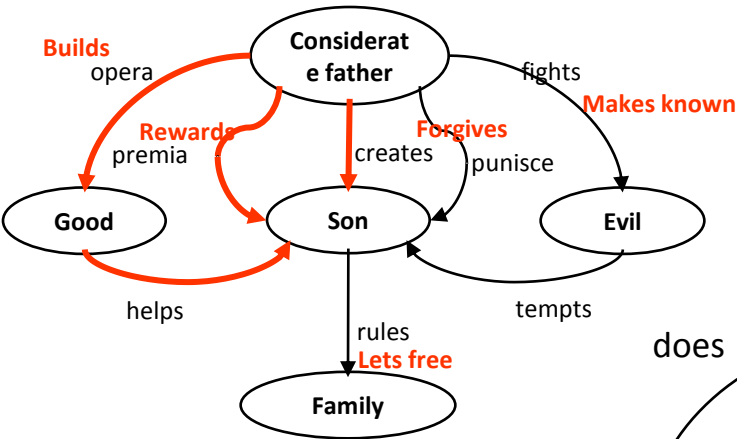 Considerat
e father
Builds
opera
fights
Makes known
Rewards
premia
creates
Forgives
punisce
Good
Son
Evil
helps
tempts
rules
Lets free
does
Family